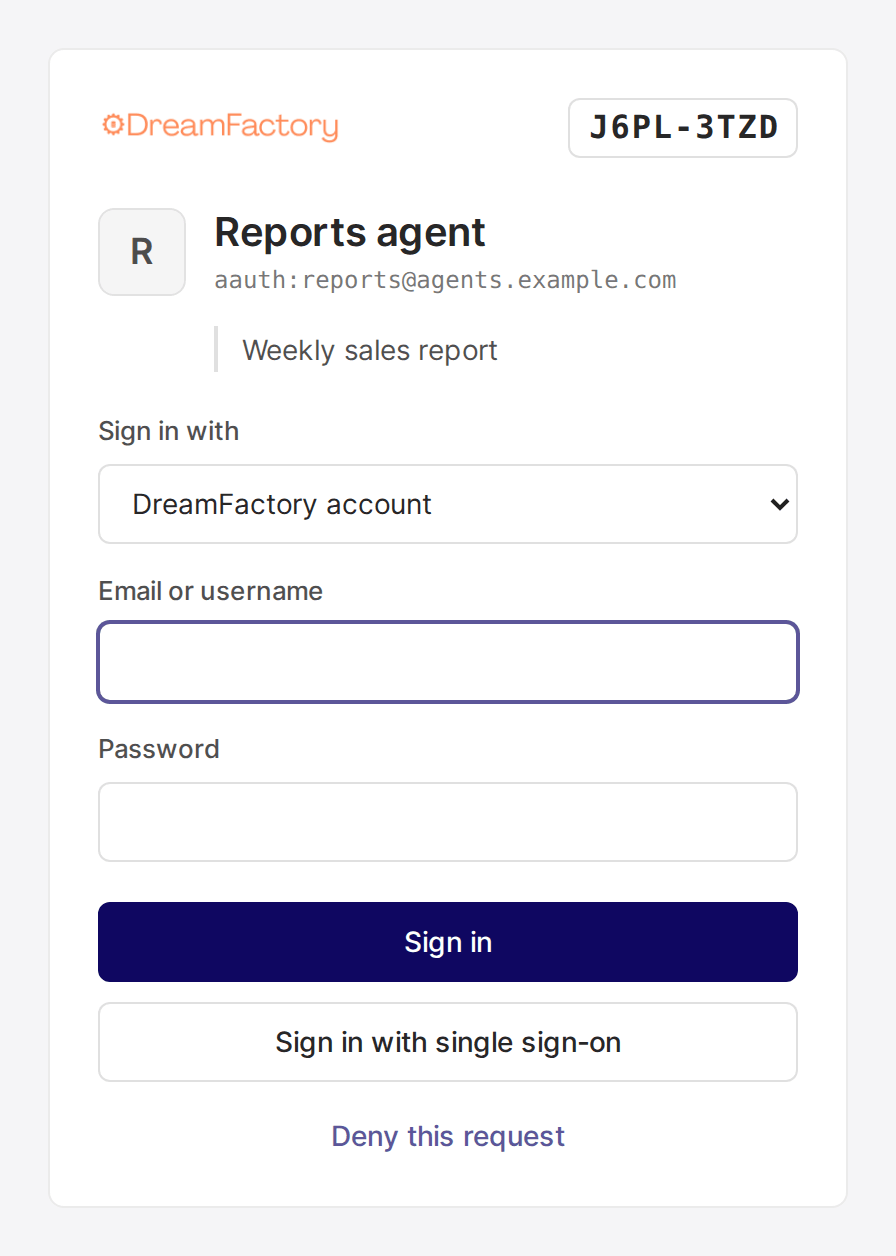 DreamFactory
J6PL-3TZD
R
Reports agent
aauth:reports@agents.example.com
Weekly sales report
Sign in with
DreamFactory account
Email or username
Password
Sign in
Sign in with single sign-on
Deny this request